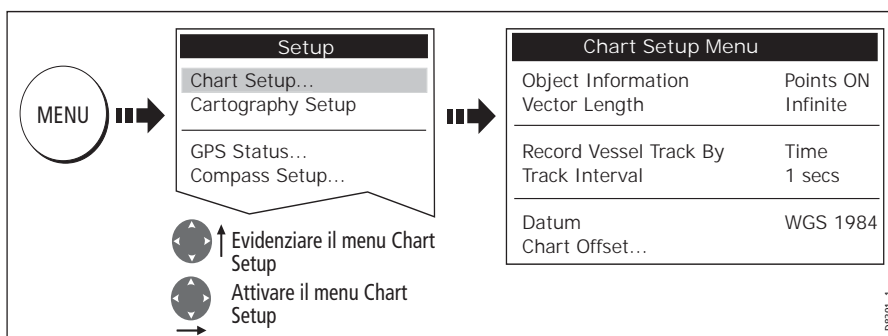 MENU
Setup
Chart Setup...
Cartography Setup
GPS Status...
Compass Setup...
Evidenziare il menu Chart
Setup
Attivare il menu Chart
Setup
Chart Setup Menu
Object Information Points ON
Vector Length Infinite
Record Vessel Track By Time
Track Interval 1 secs
Datum WGS 1984
Chart Offset...